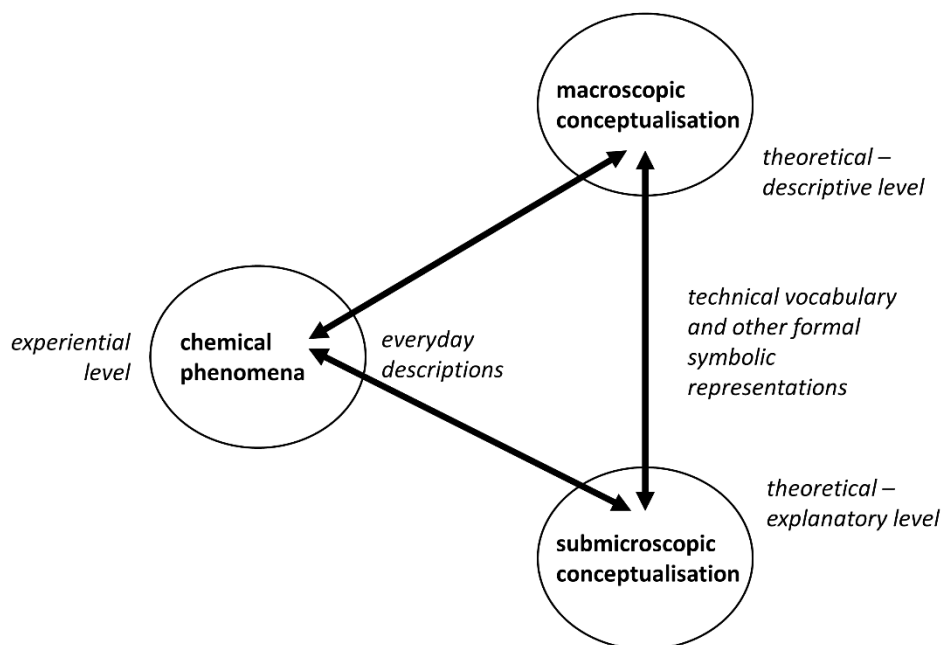 macroscopic
conceptualisation
theoretical –
descriptive level
experiential
level
chemical
phenomena
everyday
descriptions
technical vocabulary
and other formal
symbolic
representations
theoretical –
explanatory level
submicroscopic
conceptualisation